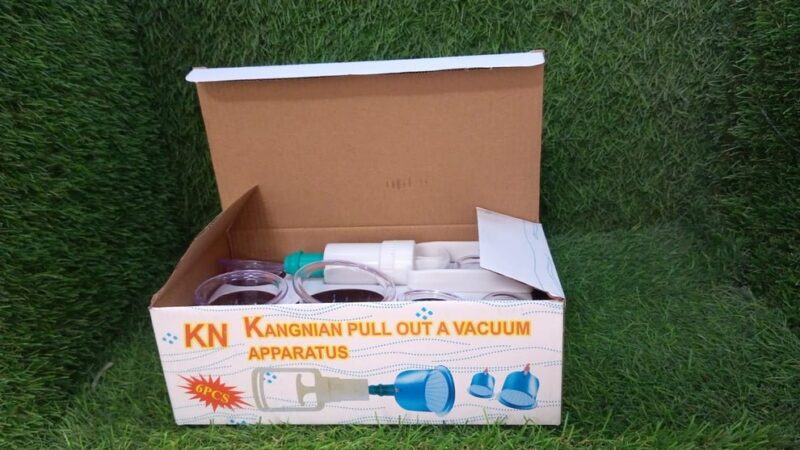 KN KANGNIAN PULL OUT A VACUUM
APPARATUS
6PCS